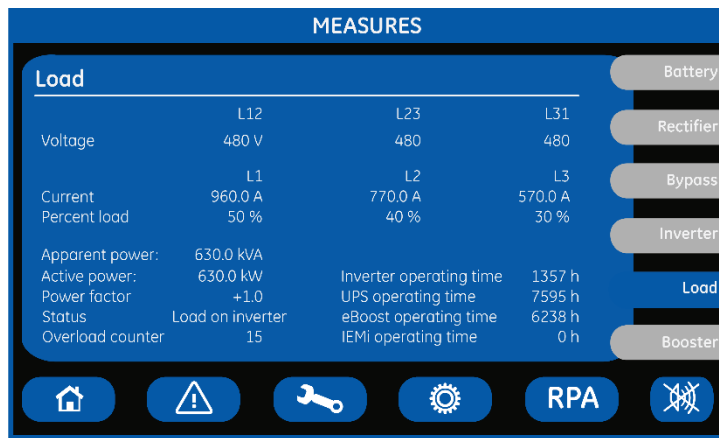 MEASURES
Load
L12 L23 L31
Voltage 480 V 480 480
L1 L2 L3
Current 960.0 A 770.0 A 570.0 A
Percent load 50 % 40 % 30 %
Apparent power: 630.0 kVA
Active power: 630.0 kW Inverter operating time 1357 h
Power factor +1.0 UPS operating time 7595 h
Status Load on inverter eBoost operating time 6238 h
Overload counter 15 IEMi operating time 0 h
Battery
Rectifier
Bypass
Inverter
Load
Booster
RPA